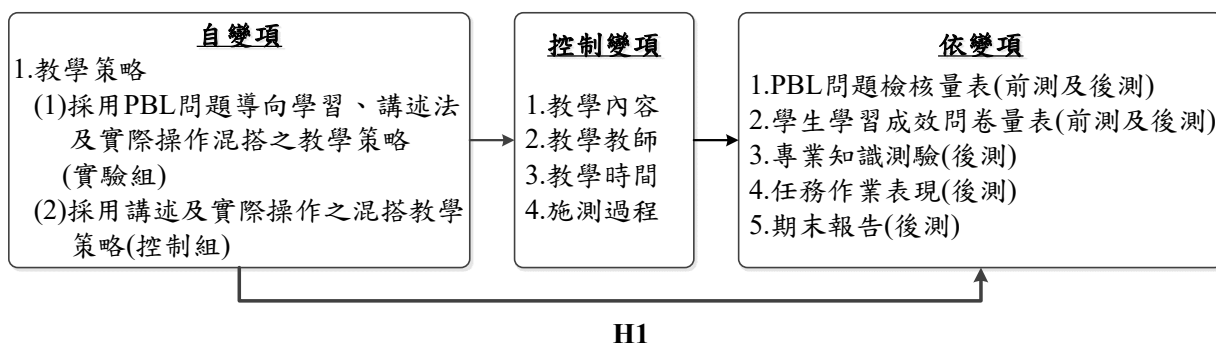 自變項
1.教學策略
(1)採用PBL問題導向學習、講述法
及實際操作混搭之教學策略
(實驗組)
(2)採用講述及實際操作之混搭教學
策略(控制組)
控制變項
1.教學內容
2.教學教師
3.教學時間
4.施測過程
依變項
1.PBL問題檢核量表(前測及後測)
2.學生學習成效問卷量表(前測及後測)
3.專業知識測驗(後測)
4.任務作業表現(後測)
5.期末報告(後測)
H1